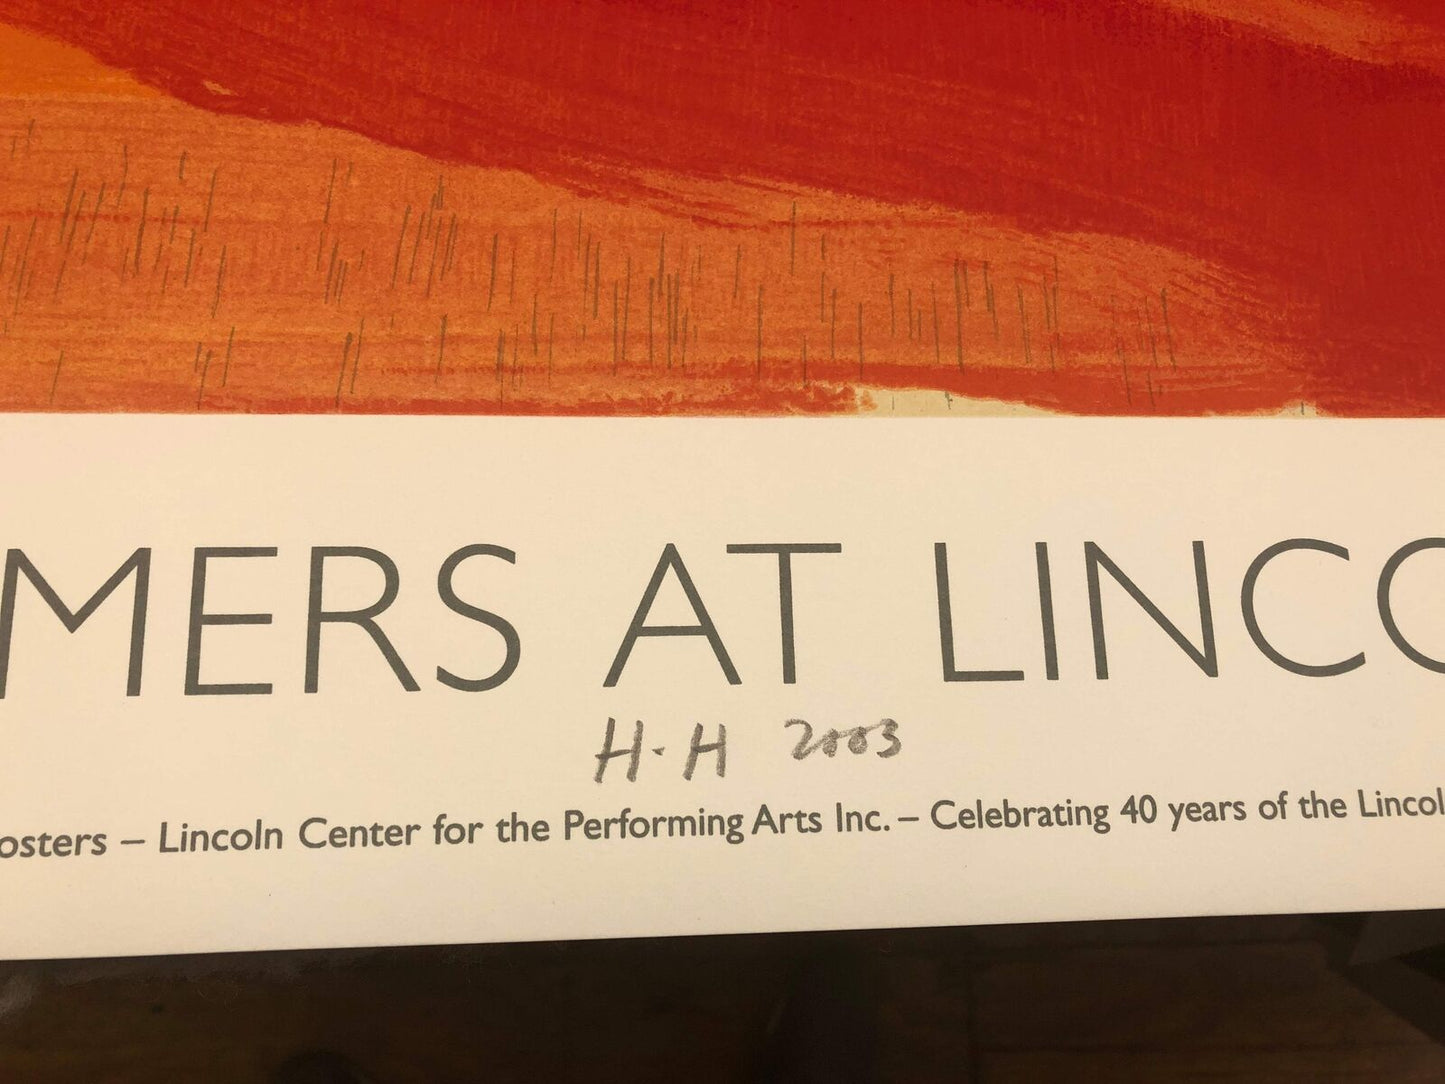 MERS AT LINCO
H·H 2003
osters – Lincoln Center for the Performing Arts Inc. – Celebrating 40 years of the Lincol